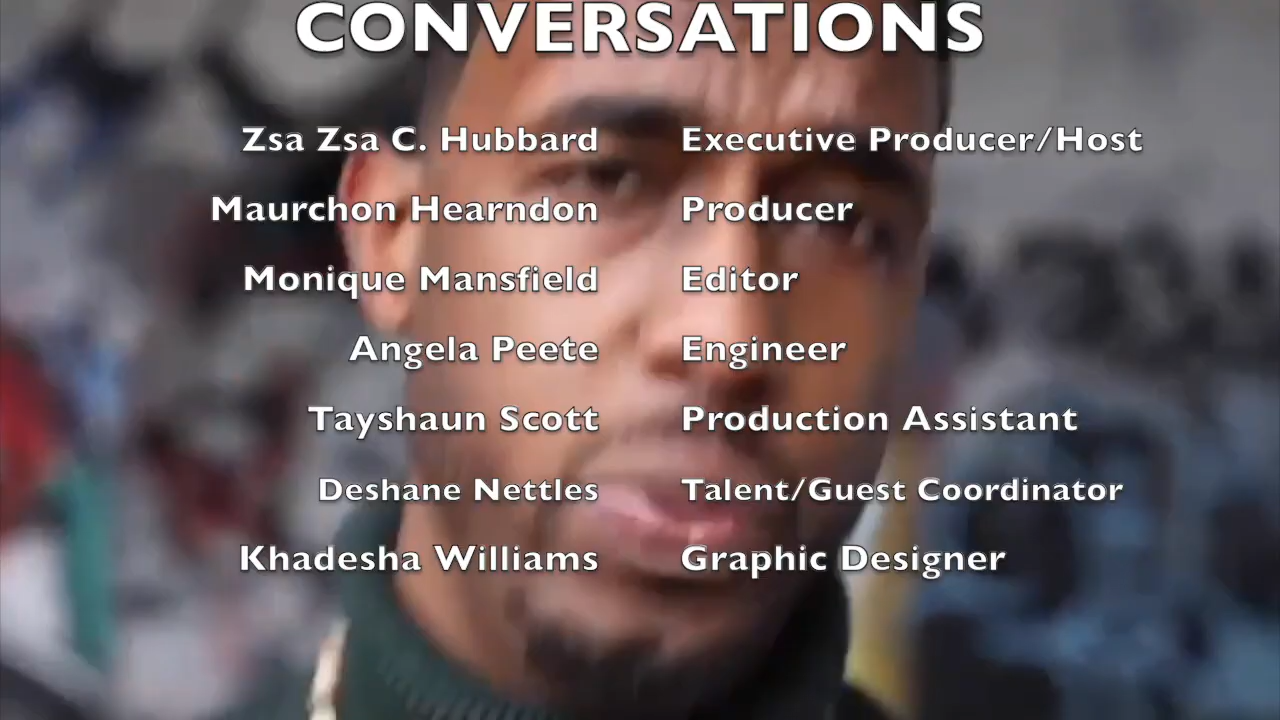 CONVERSATIONS
Zsa Zsa C. Hubbard Executive Producer/Host
Maurchon Hearndon Producer
Monique Mansfield Editor
Angela Peete Engineer
Tayshaun Scott Production Assistant
Deshane Nettles Talent/Guest Coordinator
Khadesha Williams Graphic Designer